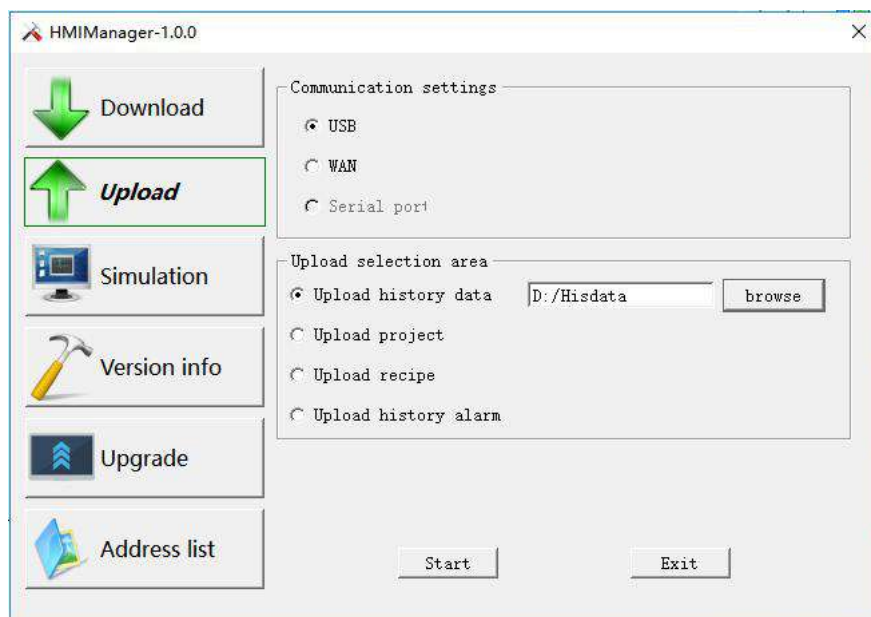 HMIManager-1.0.0
Download
Upload
Simulation
Version info
Upgrade
Address list
Communication settings
USB
WAN
Serial port
Upload selection area
Upload history data D:/Hisdata browse
Upload project
Upload recipe
Upload history alarm
Start Exit